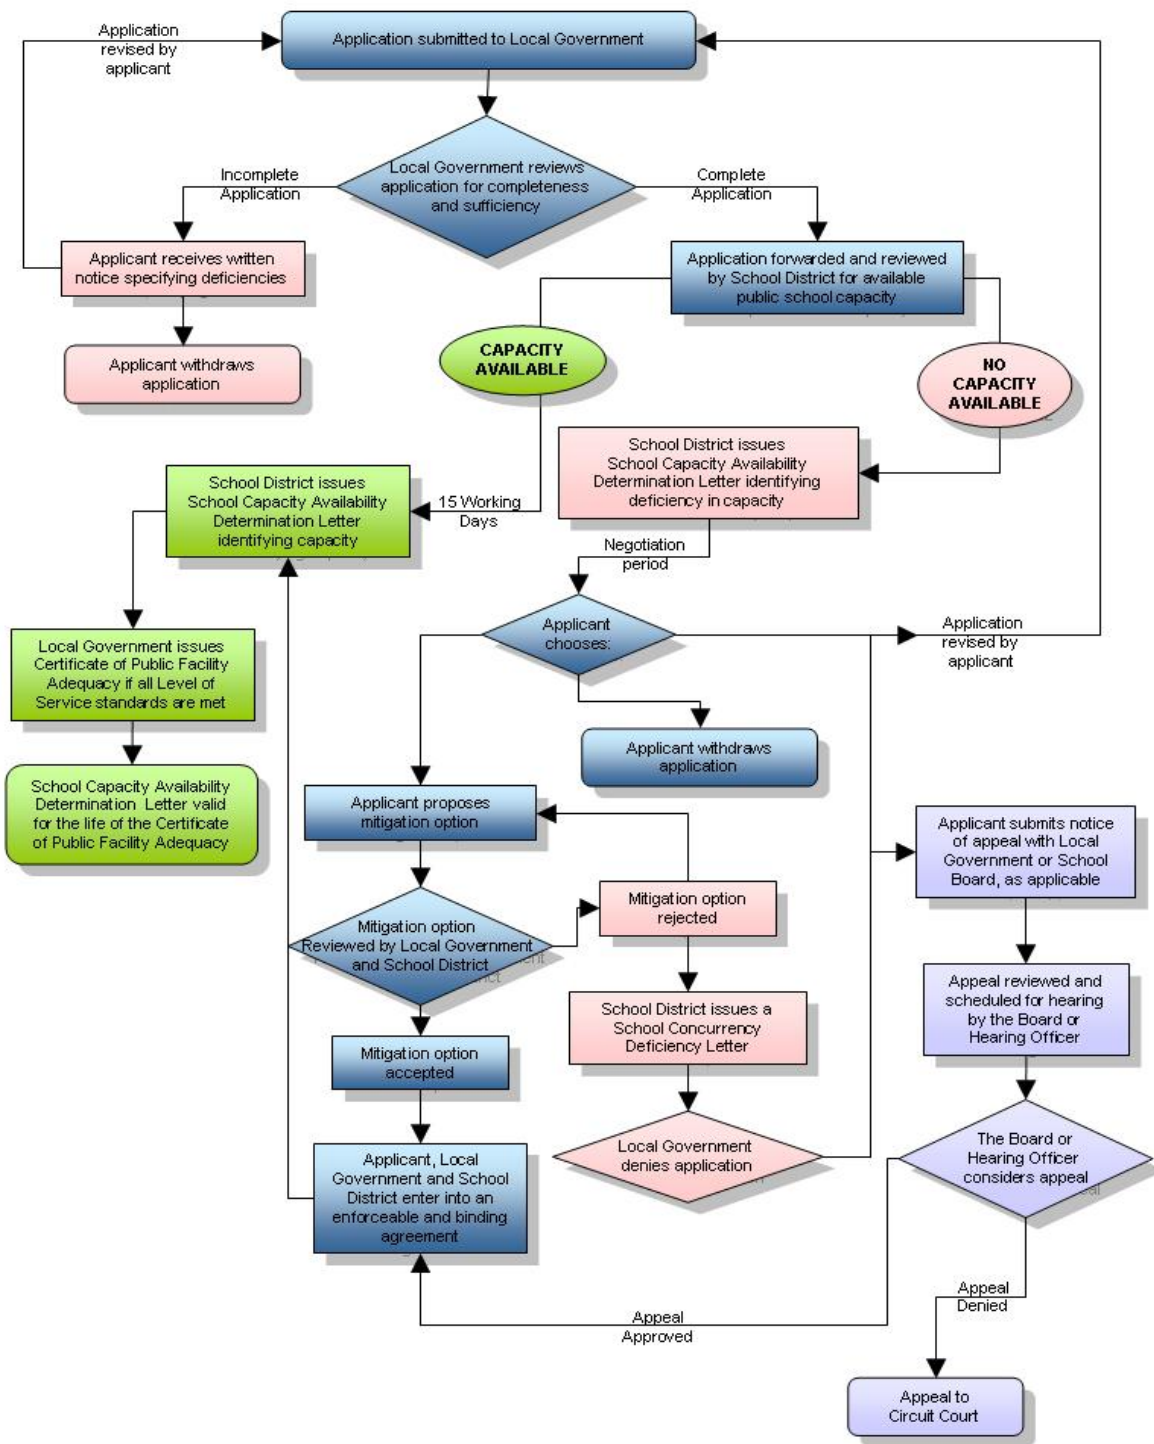 Application
revised by
applicant
Application submitted to Local Government
Local Government reviews
application for completeness
and sufficiency
Incomplete
Application
Complete
Application
Applicant receives written
notice specifying deficiencies
Application forwarded and reviewed
by School District for available
public school capacity
Applicant withdraws
application
CAPACITY
AVAILABLE
NO
CAPACITY
AVAILABLE
School District issues
School Capacity Availability
Determination Letter identifying
deficiency in capacity
School District issues
School Capacity Availability
Determination Letter
identifying capacity
15 Working
Days
Negotiation
period
Applicant
chooses:
Application
revised by
applicant
Local Government issues
Certificate of Public Facility
Adequacy if all Level of
Service standards are met
Applicant withdraws
application
School Capacity Availability
Determination Letter valid
for the life of the Certificate
of Public Facility Adequacy
Applicant proposes
mitigation option
Applicant submits notice
of appeal with Local
Government or School
Board, as applicable
Mitigation option
Reviewed by Local Government
and School District
Mitigation option
rejected
Appeal reviewed and
scheduled for hearing
by the Board or
Hearing Officer
School District issues a
School Concurrency
Deficiency Letter
Mitigation option
accepted
Local Government
denies application
The Board or
Hearing Officer
considers appeal
Applicant, Local
Government and School
District enter into an
enforceable and binding
agreement
Appeal
Approved
Appeal
Denied
Appeal to
Circuit Court